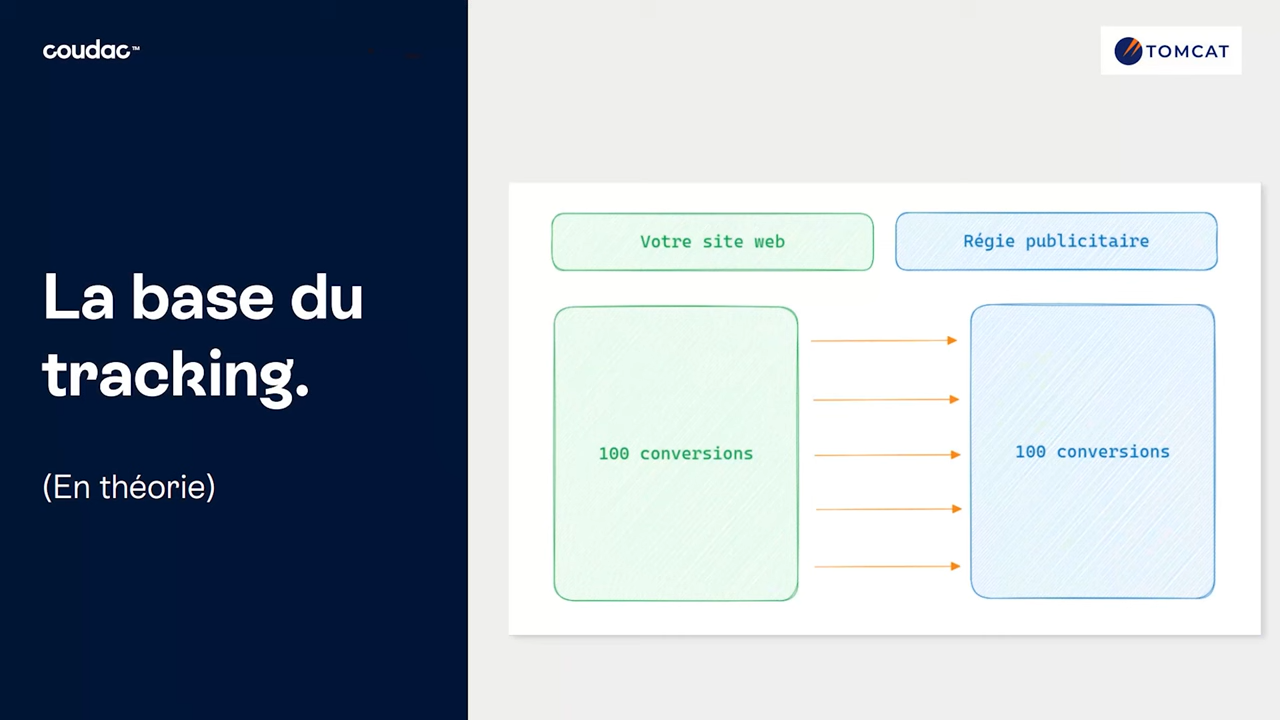 coudac™
TOMCAT
La base du
tracking.
(En théorie)
Votre site web
Régie publicitaire
100 conversions
100 conversions